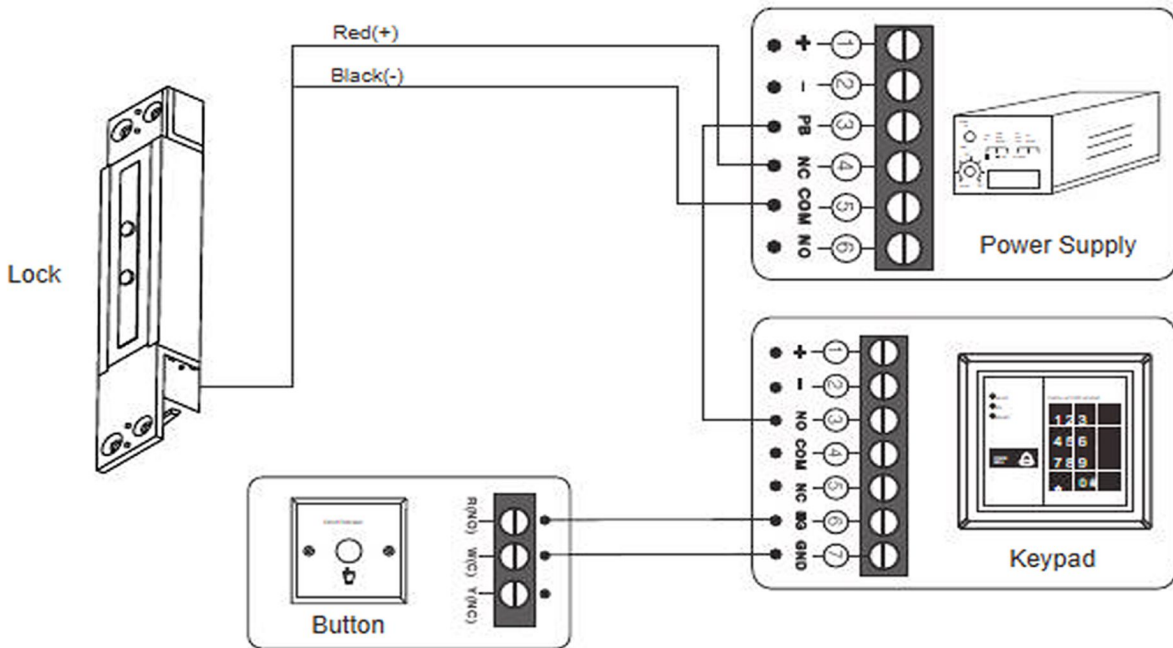 Red(+)
Black(-)
Lock
+ 1
- 2
PB 3
NC 4
COM 5
NO 6
Power Supply
+ 1
- 2
NO 3
COM 4
NC 5
6
GND 7
1 2 3
4 5 6
7 8 9
* 0 #
Keypad
R(NO)
W(C)
Y(NC)
Button